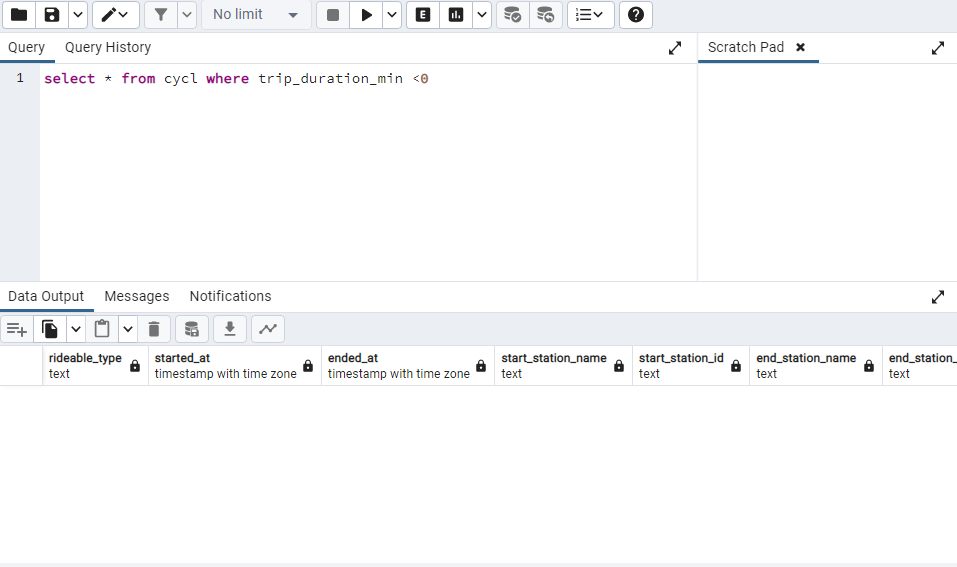 No limit
E
Query Query History
Scratch Pad
1 select * from cycl where trip_duration_min <0
Data Output Messages Notifications
rideable_type started_at ended_at start_station_name start_station_id end_station_name end_station_
text timestamp with time zone timestamp with time zone text text text text